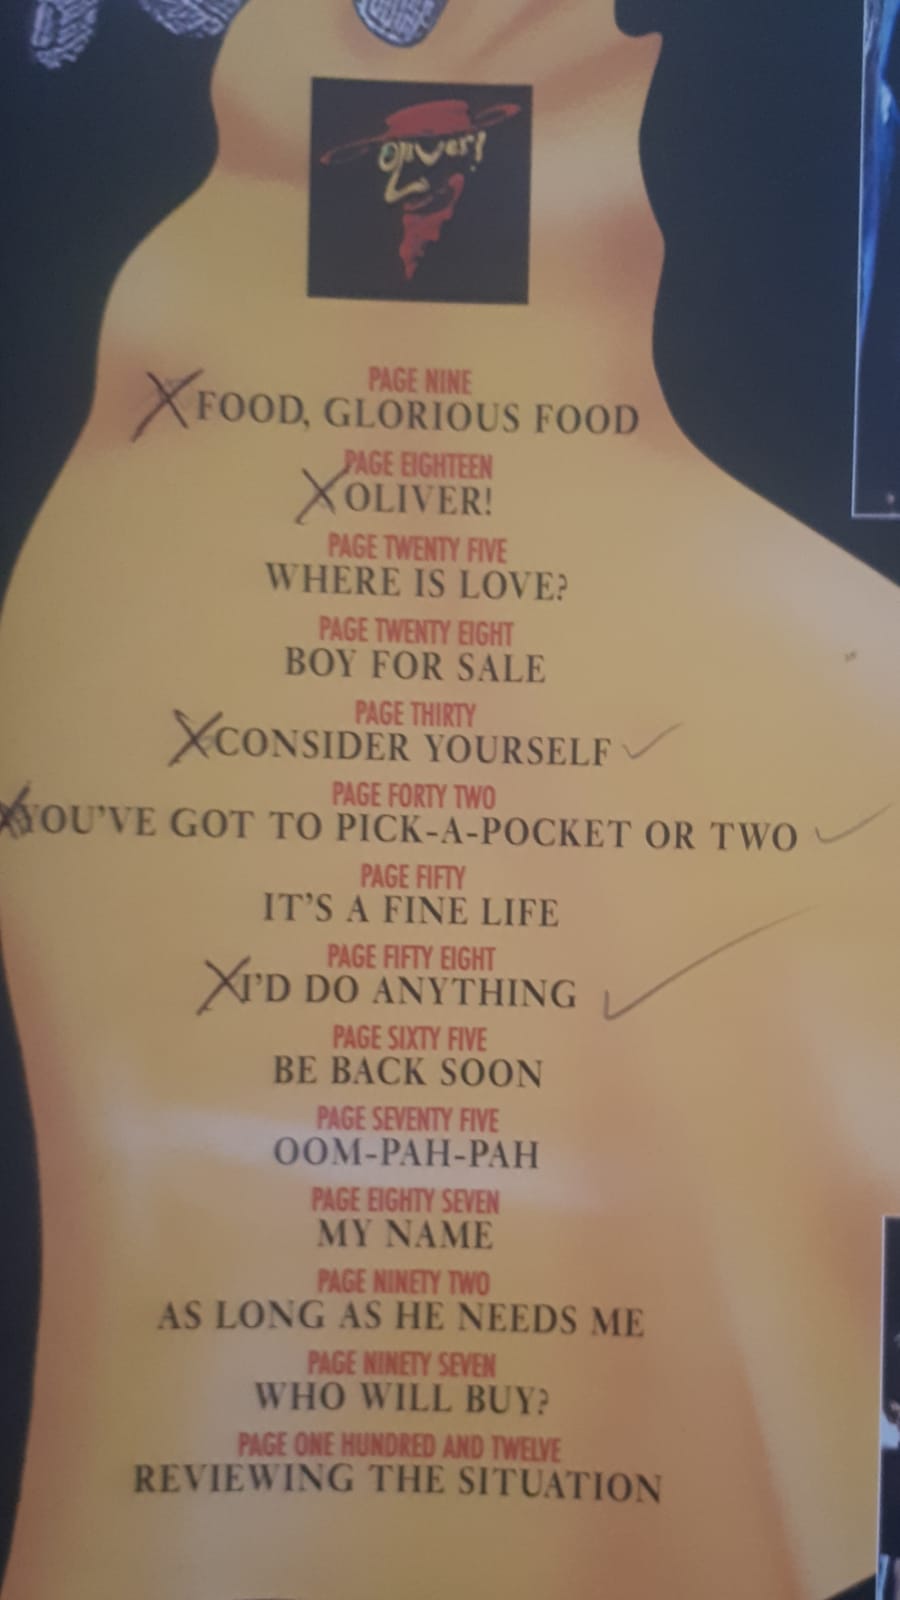 Oliver!
PAGE NINE
FOOD, GLORIOUS FOOD
PAGE EIGHTEEN
OLIVER!
PAGE TWENTY FIVE
WHERE IS LOVE?
PAGE TWENTY EIGHT
BOY FOR SALE
PAGE THIRTY
CONSIDER YOURSELF
PAGE FORTY TWO
YOU'VE GOT TO PICK-A-POCKET OR TWO
PAGE FIFTY
IT'S A FINE LIFE
PAGE FIFTY EIGHT
I'D DO ANYTHING
PAGE SIXTY FIVE
BE BACK SOON
PAGE SEVENTY FIVE
OOM-PAH-PAH
PAGE EIGHTY SEVEN
MY NAME
PAGE NINETY TWO
AS LONG AS HE NEEDS ME
PAGE NINETY SEVEN
WHO WILL BUY?
PAGE ONE HUNDRED AND TWELVE
REVIEWING THE SITUATION